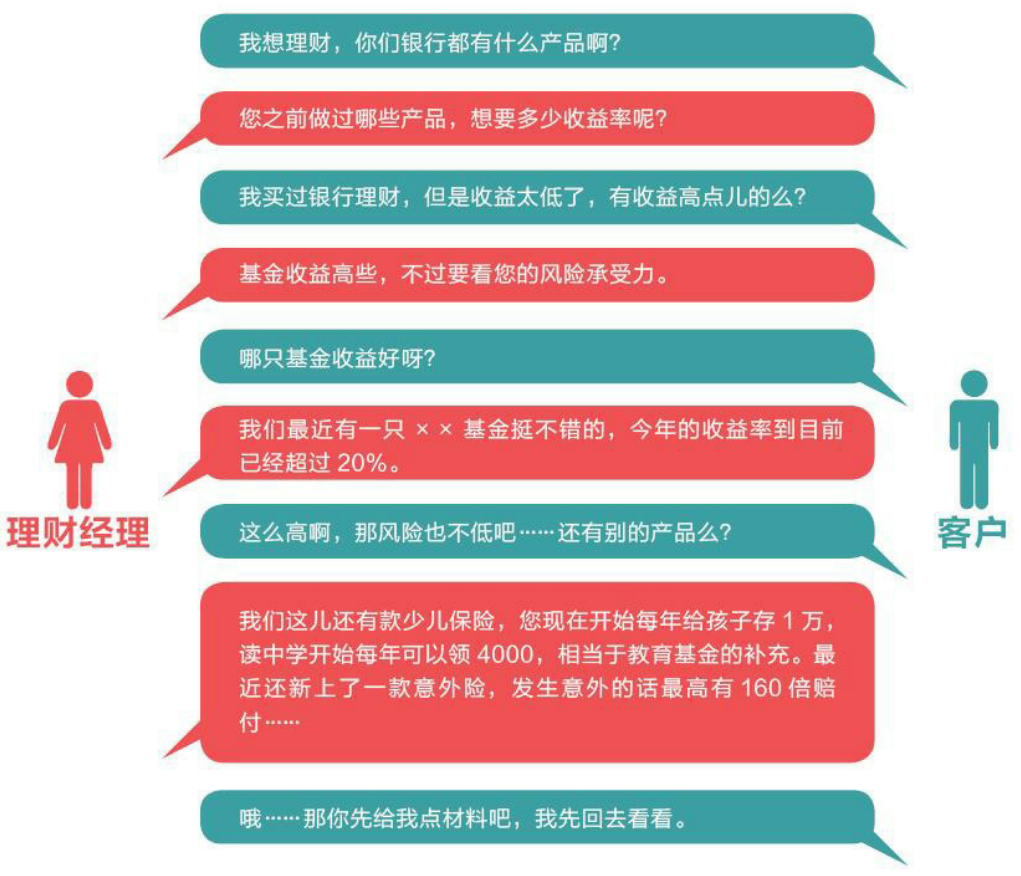 我想理财，你们银行都有什么产品啊？
您之前做过哪些产品，想要多少收益率呢？
我买过银行理财，但是收益太低了，有收益高点儿的么？
基金收益高些，不过要看您的风险承受力。
哪只基金收益好呀？
我们最近有一只 × × 基金挺不错的，今年的收益率到目前
已经超过 20%。
这么高啊，那风险也不低吧……还有别的产品么？
我们这儿还有款少儿保险，您现在开始每年给孩子存 1 万，
读中学开始每年可以领 4000，相当于教育基金的补充。最
近还新上了一款意外险，发生意外的话最高有 160 倍赔
付……
哦……那你先给我点材料吧，我先回去看看。
理财经理
客户